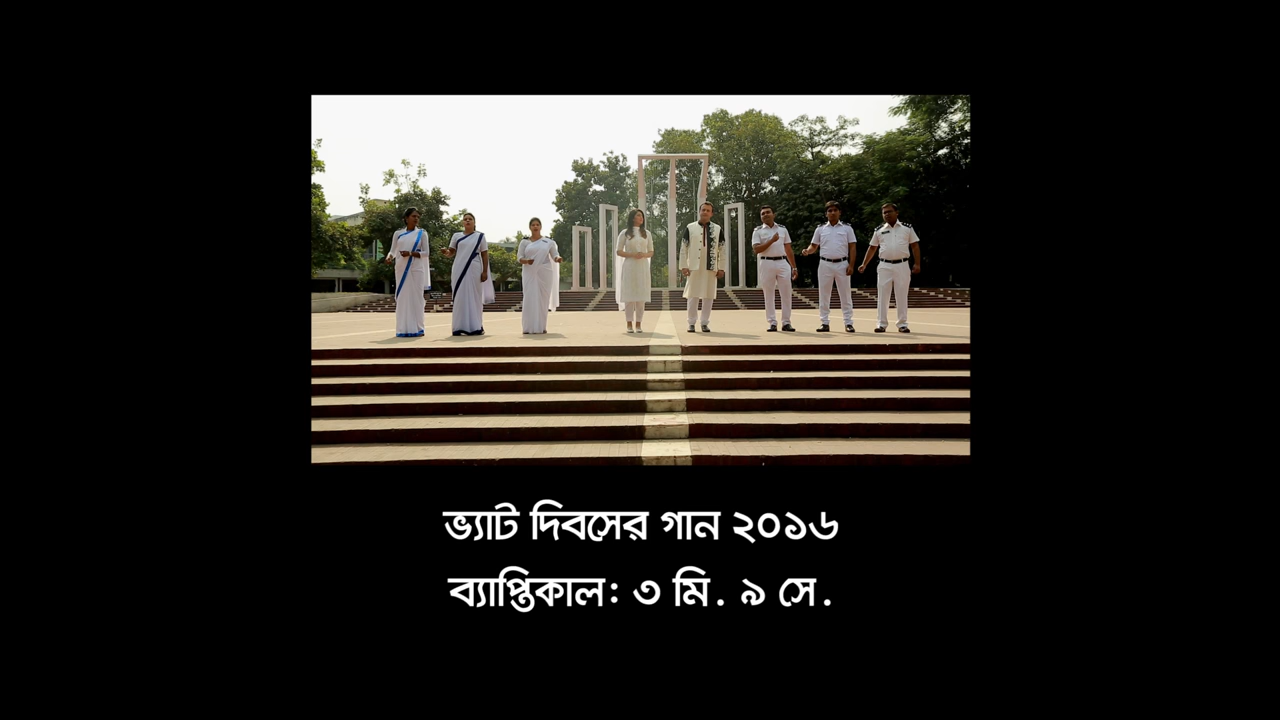 ভ্যাট দিবসের গান ২০১৬
ব্যাপ্তিকাল: ৩ মি. ৯ সে.